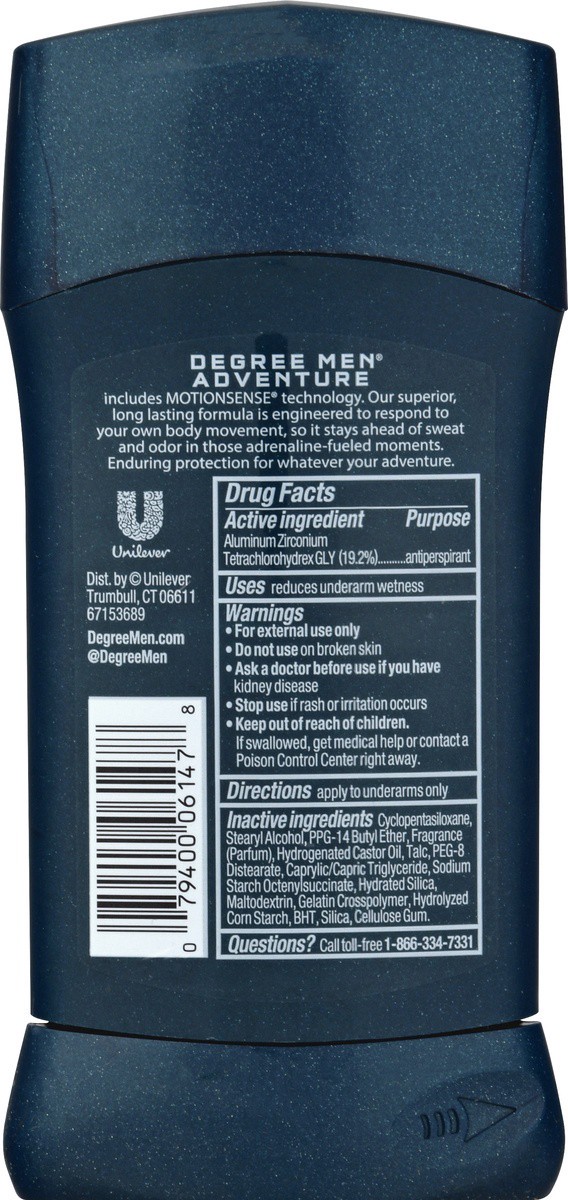 DEGREE MEN®
ADVENTURE
includes MOTIONSENSE® technology. Our superior,
long lasting formula is engineered to respond to
your own body movement, so it stays ahead of sweat
and odor in those adrenaline-fueled moments.
Enduring protection for whatever your adventure.
Unilever
Dist. by © Unilever
Trumbull, CT 06611
67153689
DegreeMen.com
@DegreeMen
0 79400 06147 8
Drug Facts
Active ingredient Purpose
Aluminum Zirconium
Tetrachlorohydrex GLY (19.2%)..........antiperspirant
Uses reduces underarm wetness
Warnings
• For external use only
• Do not use on broken skin
• Ask a doctor before use if you have
kidney disease
• Stop use if rash or irritation occurs
• Keep out of reach of children.
If swallowed, get medical help or contact a
Poison Control Center right away.
Directions apply to underarms only
Inactive ingredients Cyclopentasiloxane,
Stearyl Alcohol, PPG-14 Butyl Ether, Fragrance
(Parfum), Hydrogenated Castor Oil, Talc, PEG-8
Distearate, Caprylic/Capric Triglyceride, Sodium
Starch Octenylsuccinate, Hydrated Silica,
Maltodextrin, Gelatin Crosspolymer, Hydrolyzed
Corn Starch, BHT, Silica, Cellulose Gum.
Questions? Call toll-free 1-866-334-7331